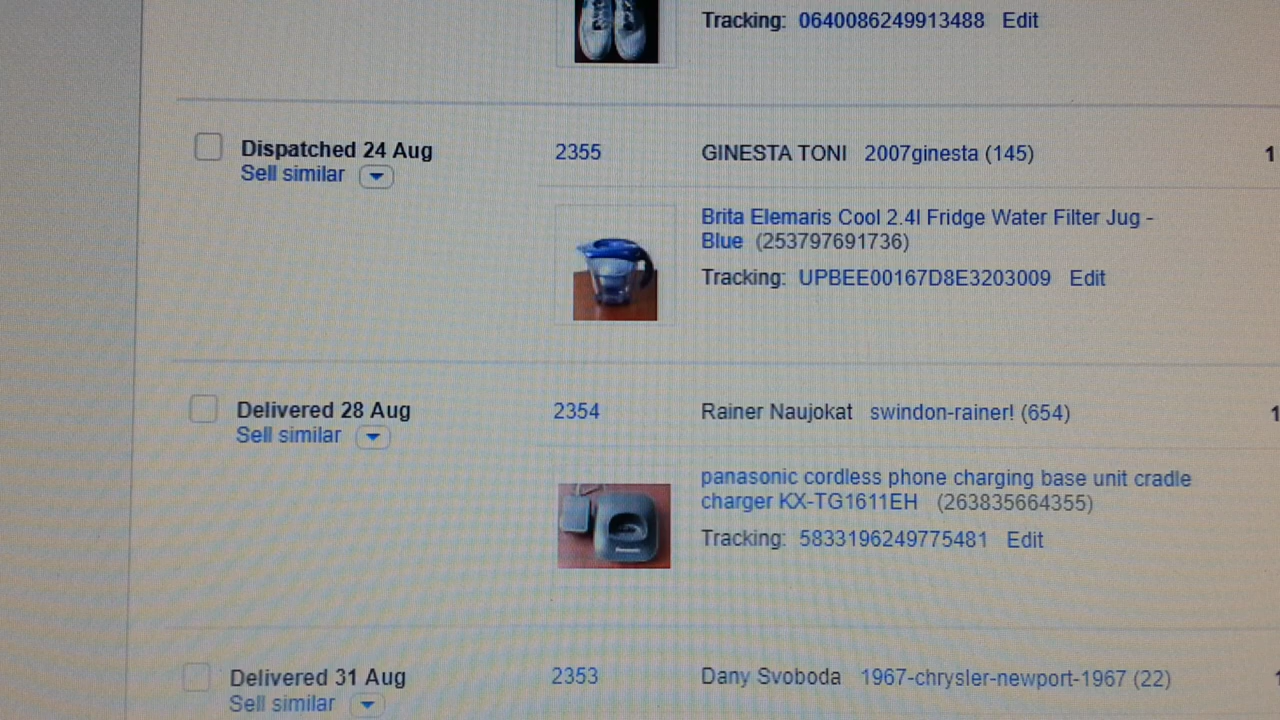 Tracking: 0640086249913488 Edit
Dispatched 24 Aug 2355 GINESTA TONI 2007ginesta (145) 1
Sell similar
Brita Elemaris Cool 2.4l Fridge Water Filter Jug -
Blue (253797691736)
Tracking: UPBEE00167D8E3203009 Edit
Delivered 28 Aug 2354 Rainer Naujokat swindon-rainer! (654) 1
Sell similar
panasonic cordless phone charging base unit cradle
charger KX-TG1611EH (263835664355)
Panasonic
Tracking: 5833196249775481 Edit
Delivered 31 Aug 2353 Dany Svoboda 1967-chrysler-newport-1967 (22) 1
Sell similar